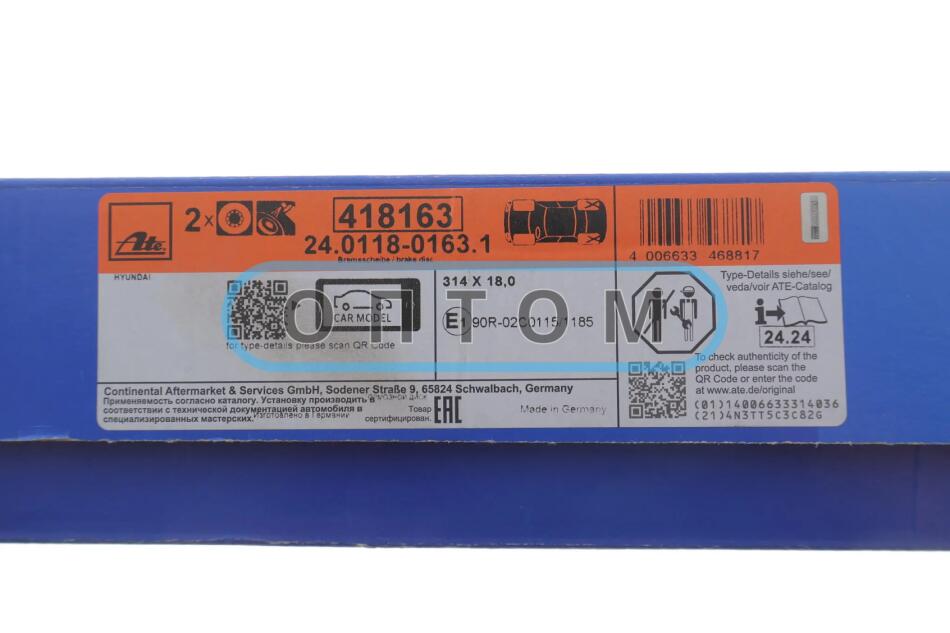 Ate
HYUNDAI
2x
418163
24.0118-0163.1
Bremsscheibe / brake disc
4 006633 468817
314 X 18,0
E1 90R-02C0115/1185
CAR MODEL
for type-details please scan QR Code
OTTOM
Type-Details siehe/see/
veda/voir ATE-Catalog
24.24
To check authenticity of the
product, please scan the
QR Code or enter the code
at www.ate.de/original
(01)14006633314036
(21)4N3TT5C3C82G
Continental Aftermarket & Services GmbH, Sodener Straße 9, 65824 Schwalbach, Germany
Применяемость согласно каталогу. Установку производить в
соответствии с технической документацией автомобиля в
специализированных мастерских.
Изготовлено в Германии
Тормозной диск
Товар
сертифицирован.
EAC
Made in Germany